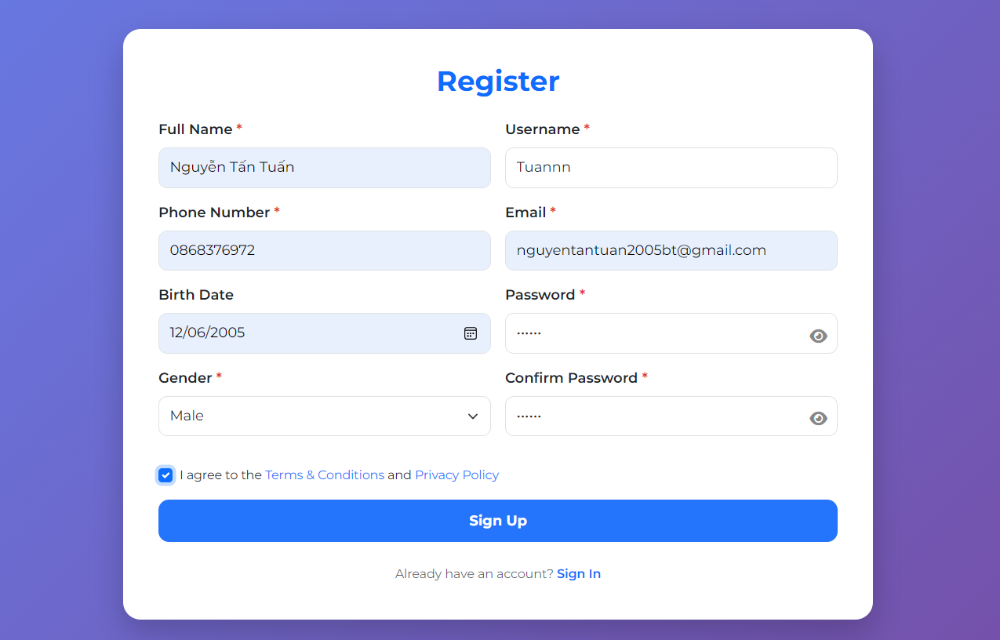 Register
Full Name *
Username *
Nguyễn Tấn Tuấn
Tuannn
Phone Number *
Email *
0868376972
nguyentantuan2005bt@gmail.com
Birth Date
Password *
12/06/2005
••••••
Gender *
Confirm Password *
Male
••••••
I agree to the Terms & Conditions and Privacy Policy
Sign Up
Already have an account? Sign In